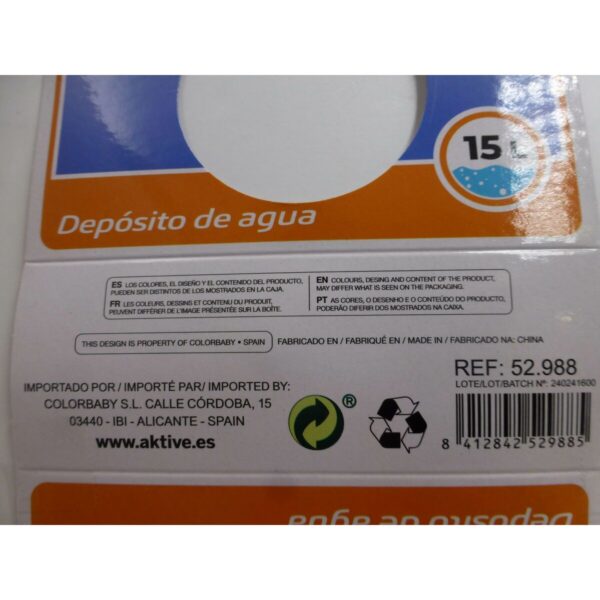 15 L
Depósito de agua
ES LOS COLORES, EL DISEÑO Y EL CONTENIDO DEL PRODUCTO,
PUEDEN SER DISTINTOS DE LOS MOSTRADOS EN LA CAJA.
EN COLOURS, DESING AND CONTENT OF THE PRODUCT,
MAY DIFFER WHAT IS SEEN ON THE PACKAGING.
FR LES COLEURS, DESSINS ET CONTENU DU PRODUIT,
PEUVENT DIFFÉRER DE L'IMAGE PRÉSENTÉE SUR LA BOÎTE.
PT AS CORES, O DESENHO E O CONTEÚDO DO PRODUCTO,
PODERÃO DIFERIR DOS MOSTRADOS NA CAIXA.
THIS DESIGN IS PROPERTY OF COLORBABY • SPAIN
FABRICADO EN / FABRIQUÉ EN / MADE IN / FABRICADO NA: CHINA
REF: 52.988
LOTE/LOT/BATCH Nº: 240241600
IMPORTADO POR / IMPORTÉ PAR/ IMPORTED BY:
COLORBABY S.L. CALLE CÓRDOBA, 15
03440 - IBI - ALICANTE - SPAIN
www.aktive.es
®
8 412842 529885
Depósito de agua